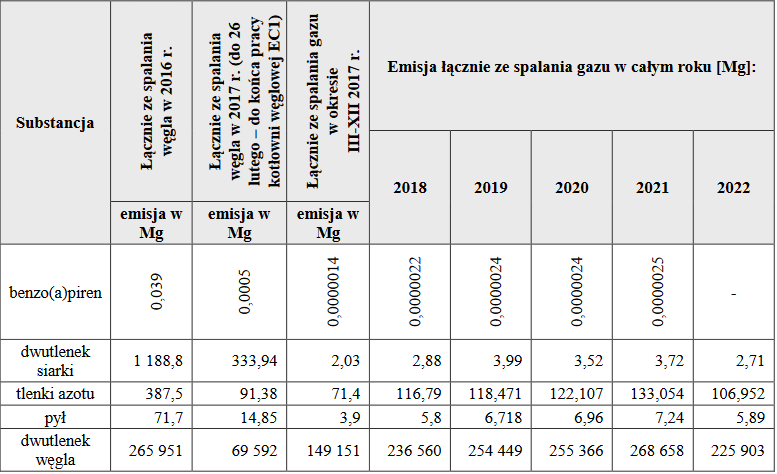 Substancja
Łącznie ze spalania
węgla w 2016 r.
Łącznie ze spalania
węgla w 2017 r. (do 26
lutego – do końca pracy
kotłowni węglowej EC1)
Łącznie ze spalania gazu
w okresie
III-XII 2017 r.
Emisja łącznie ze spalania gazu w całym roku [Mg]:
emisja w
Mg
emisja w
Mg
emisja w
Mg
2018 2019 2020 2021 2022
benzo(a)piren 0,039 0,0005 0,0000014 0,0000022 0,0000024 0,0000024 0,0000025 -
dwutlenek
siarki 1 188,8 333,94 2,03 2,88 3,99 3,52 3,72 2,71
tlenki azotu 387,5 91,38 71,4 116,79 118,471 122,107 133,054 106,952
pył 71,7 14,85 3,9 5,8 6,718 6,96 7,24 5,89
dwutlenek
węgla 265 951 69 592 149 151 236 560 254 449 255 366 268 658 225 903